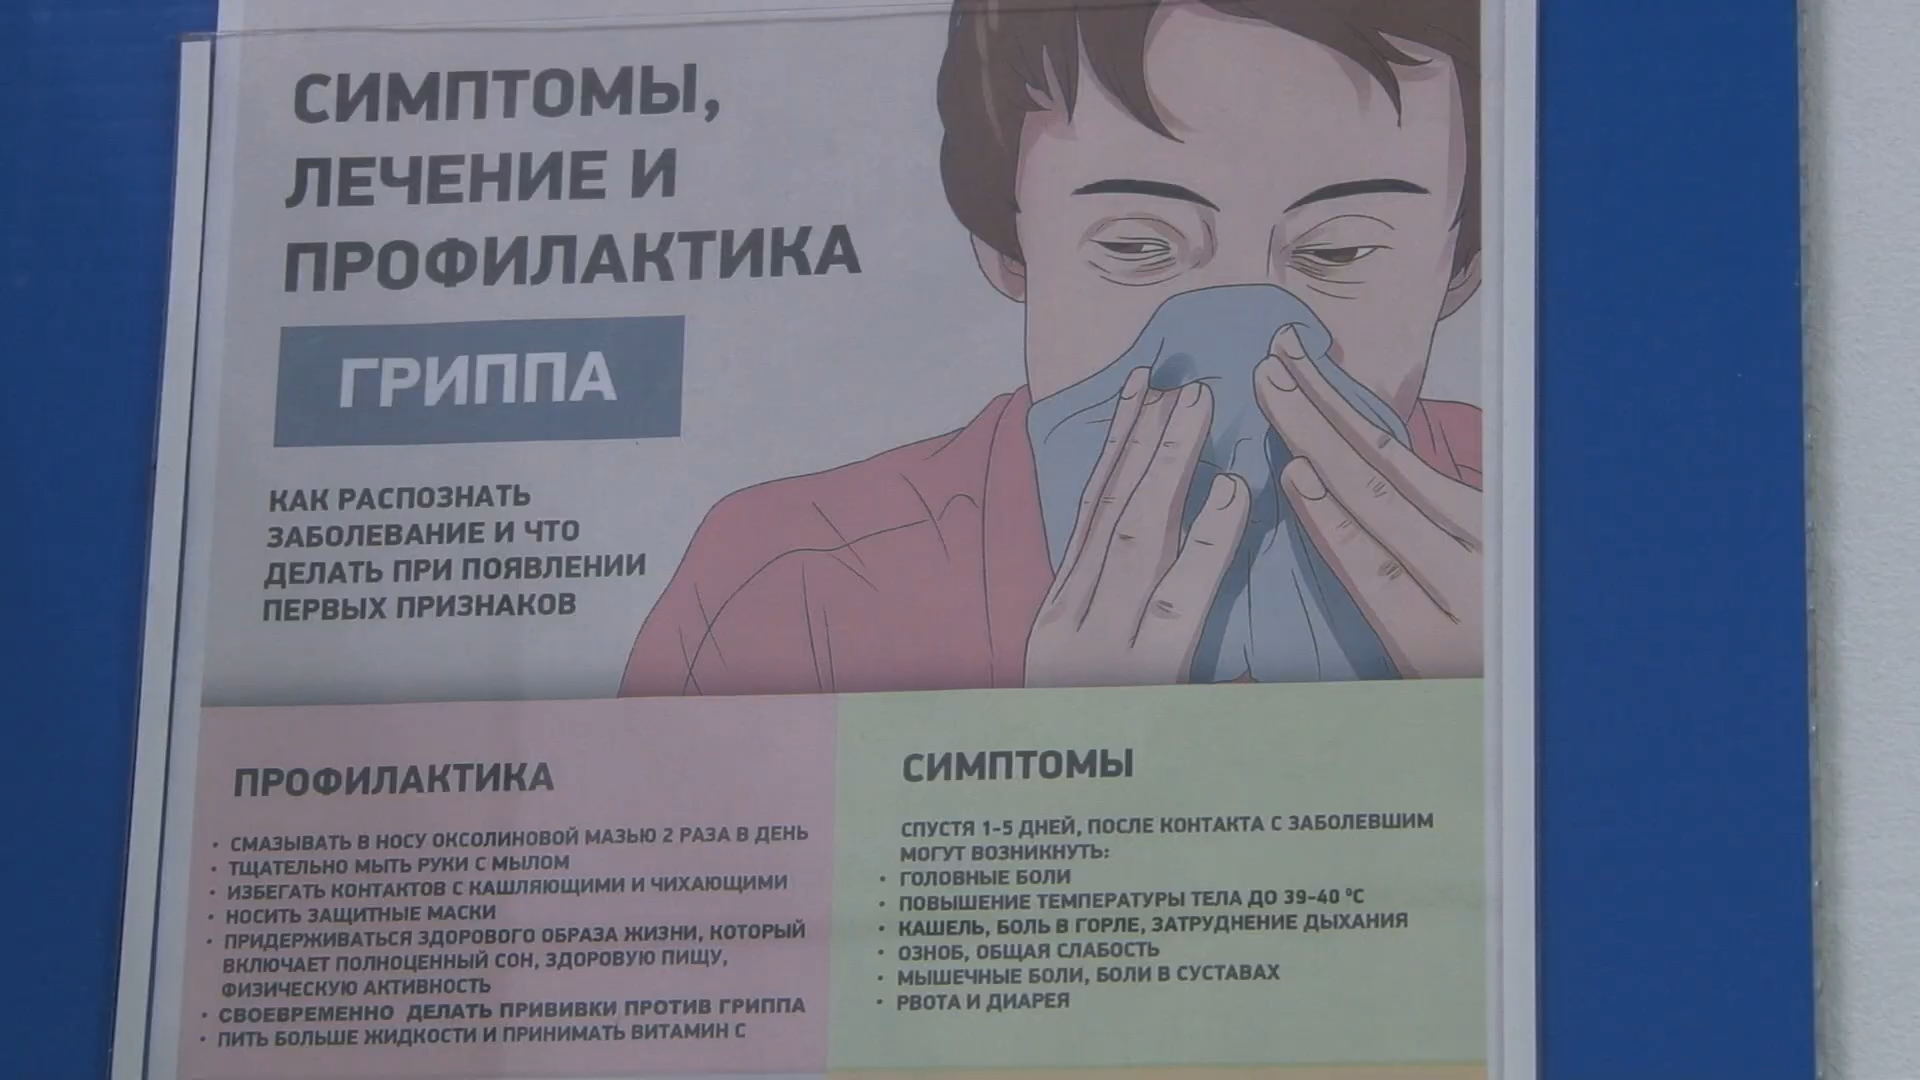 СИМПТОМЫ,
ЛЕЧЕНИЕ И
ПРОФИЛАКТИКА
ГРИППА
КАК РАСПОЗНАТЬ
ЗАБОЛЕВАНИЕ И ЧТО
ДЕЛАТЬ ПРИ ПОЯВЛЕНИИ
ПЕРВЫХ ПРИЗНАКОВ
ПРОФИЛАКТИКА
• СМАЗЫВАТЬ В НОСУ ОКСОЛИНОВОЙ МАЗЬЮ 2 РАЗА В ДЕНЬ
• ТЩАТЕЛЬНО МЫТЬ РУКИ С МЫЛОМ
• ИЗБЕГАТЬ КОНТАКТОВ С КАШЛЯЮЩИМИ И ЧИХАЮЩИМИ
• НОСИТЬ ЗАЩИТНЫЕ МАСКИ
• ПРИДЕРЖИВАТЬСЯ ЗДОРОВОГО ОБРАЗА ЖИЗНИ, КОТОРЫЙ
ВКЛЮЧАЕТ ПОЛНОЦЕННЫЙ СОН, ЗДОРОВУЮ ПИЩУ,
ФИЗИЧЕСКУЮ АКТИВНОСТЬ
• СВОЕВРЕМЕННО ДЕЛАТЬ ПРИВИВКИ ПРОТИВ ГРИППА
• ПИТЬ БОЛЬШЕ ЖИДКОСТИ И ПРИНИМАТЬ ВИТАМИН С
СИМПТОМЫ
СПУСТЯ 1-5 ДНЕЙ, ПОСЛЕ КОНТАКТА С ЗАБОЛЕВШИМ
МОГУТ ВОЗНИКНУТЬ:
• ГОЛОВНЫЕ БОЛИ
• ПОВЫШЕНИЕ ТЕМПЕРАТУРЫ ТЕЛА ДО 39-40 °С
• КАШЕЛЬ, БОЛЬ В ГОРЛЕ, ЗАТРУДНЕНИЕ ДЫХАНИЯ
• ОЗНОБ, ОБЩАЯ СЛАБОСТЬ
• МЫШЕЧНЫЕ БОЛИ, БОЛИ В СУСТАВАХ
• РВОТА И ДИАРЕЯ